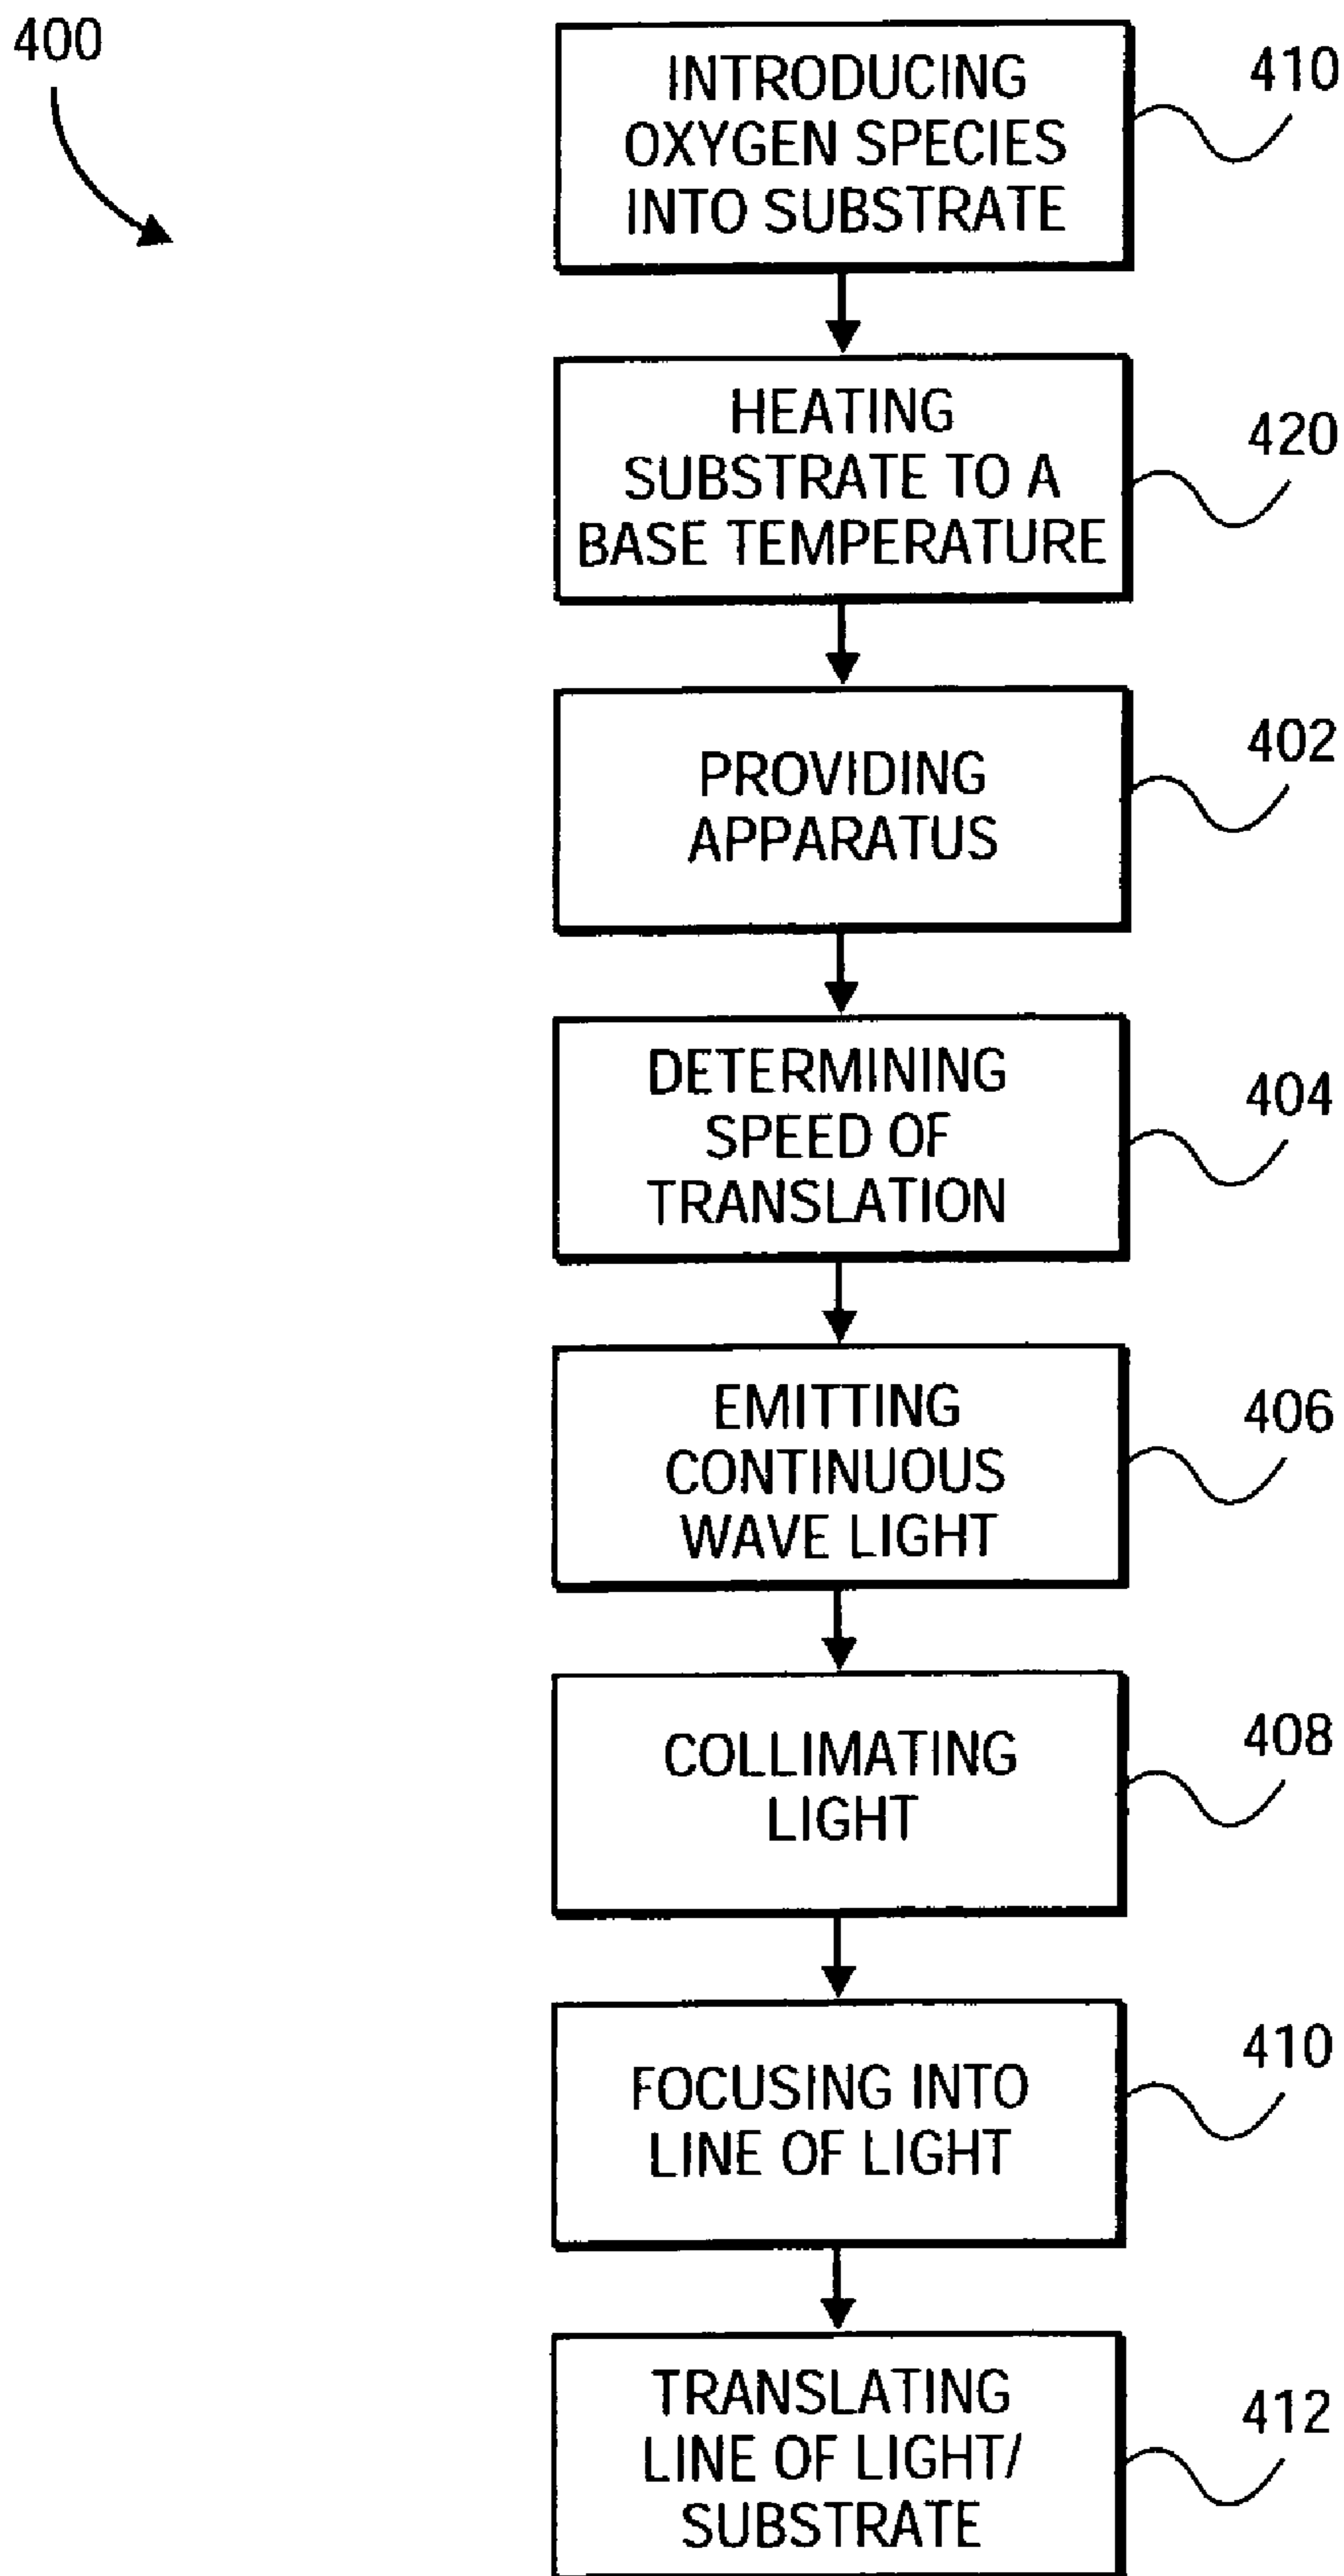 400
INTRODUCING
OXYGEN SPECIES
INTO SUBSTRATE
410
HEATING
SUBSTRATE TO A
BASE TEMPERATURE
420
PROVIDING
APPARATUS
402
DETERMINING
SPEED OF
TRANSLATION
404
EMITTING
CONTINUOUS
WAVE LIGHT
406
COLLIMATING
LIGHT
408
FOCUSING INTO
LINE OF LIGHT
410
TRANSLATING
LINE OF LIGHT/
SUBSTRATE
412